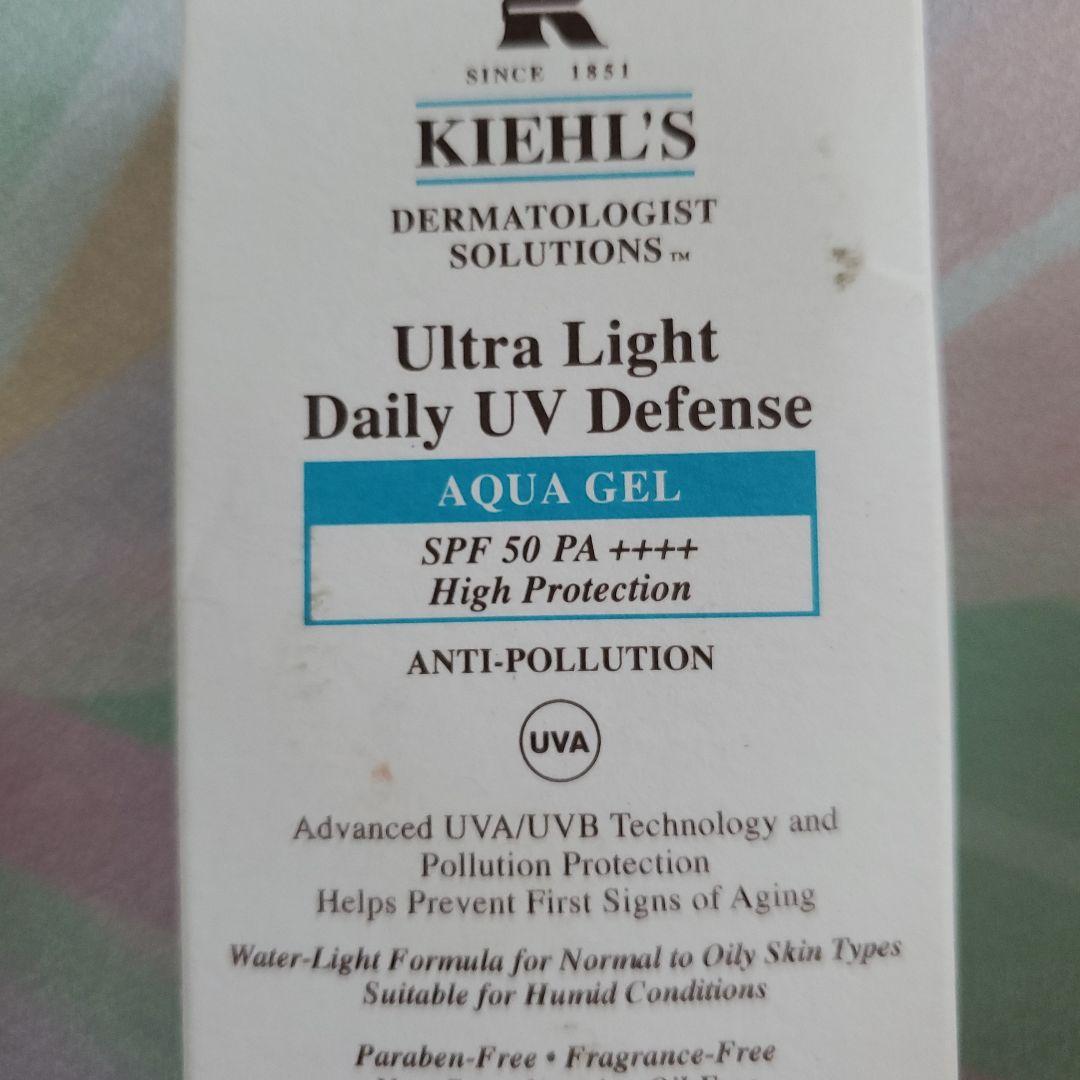 SINCE 1851
KIEHL'S
DERMATOLOGIST
SOLUTIONS™
Ultra Light
Daily UV Defense
AQUA GEL
SPF 50 PA ++++
High Protection
ANTI-POLLUTION
UVA
Advanced UVA/UVB Technology and
Pollution Protection
Helps Prevent First Signs of Aging
Water-Light Formula for Normal to Oily Skin Types
Suitable for Humid Conditions
Paraben-Free • Fragrance-Free